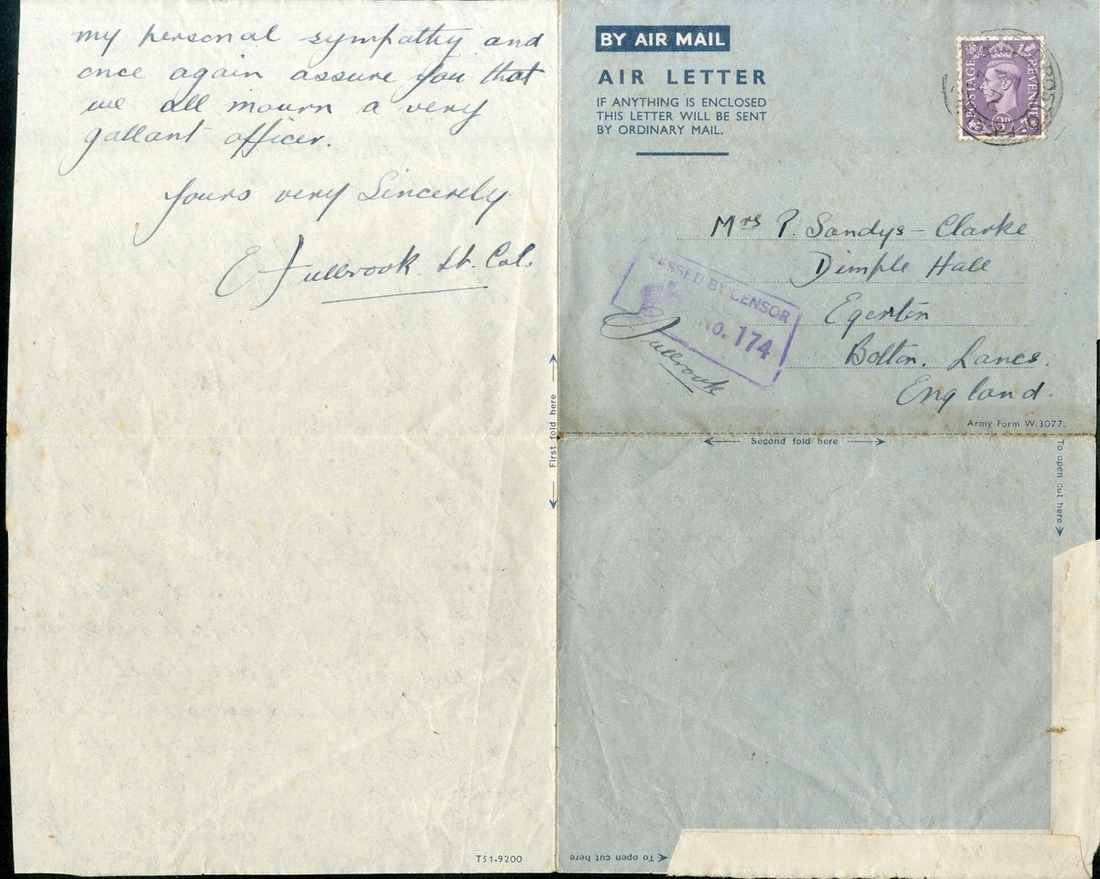 my personal sympathy and
once again assure you that
we all mourn a very
gallant officer.
Yours very Sincerely
E Fullbrook Lt. Col.
First fold here
T51-9200
BY AIR MAIL
AIR LETTER
IF ANYTHING IS ENCLOSED
THIS LETTER WILL BE SENT
BY ORDINARY MAIL.
POSTAGE
REVENUE
3D
Mrs P. Sandys-Clarke
Dimple Hall
Egerton
Bolton. Lancs.
England.
PASSED BY CENSOR
No. 174
E Fullbrook
Army Form W.3077.
Second fold here
To open cut here
To open cut here